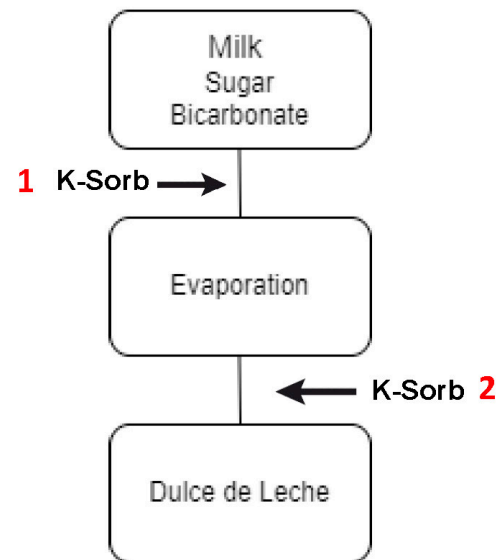 Milk
Sugar
Bicarbonate
1 K-Sorb
Evaporation
K-Sorb 2
Dulce de Leche